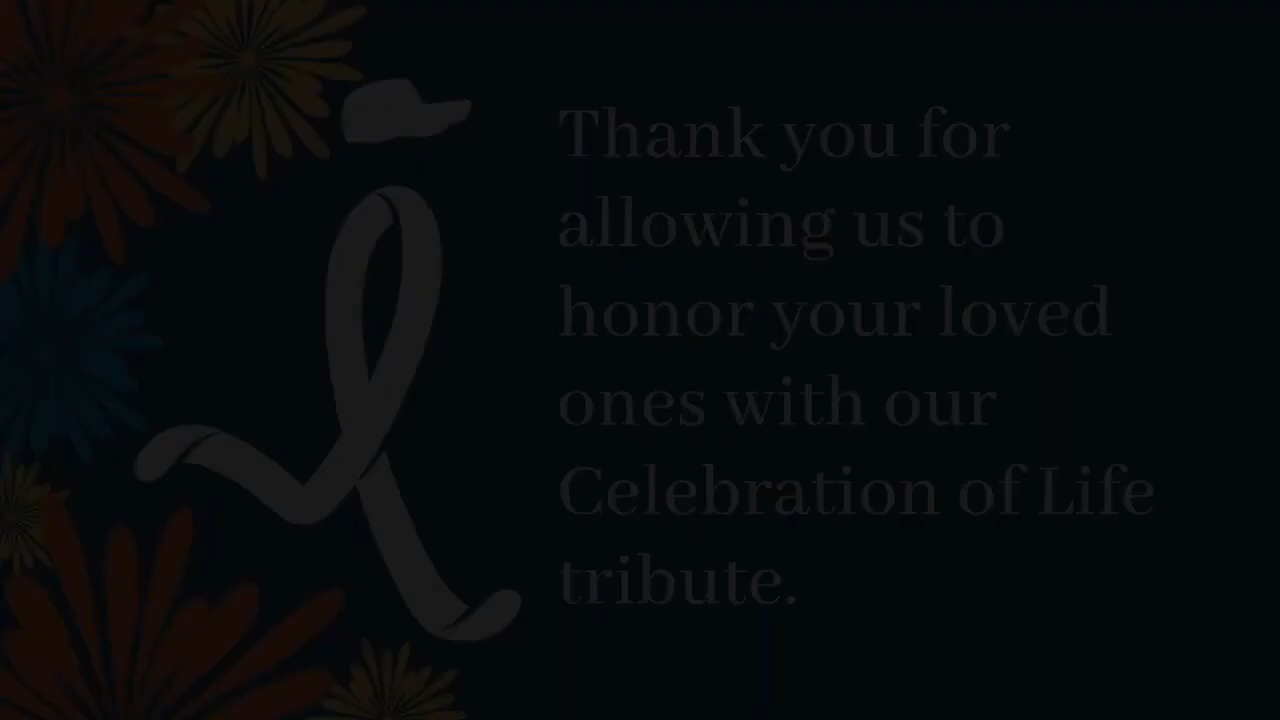 Thank you for
allowing us to
honor your loved
ones with our
Celebration of Life
tribute.